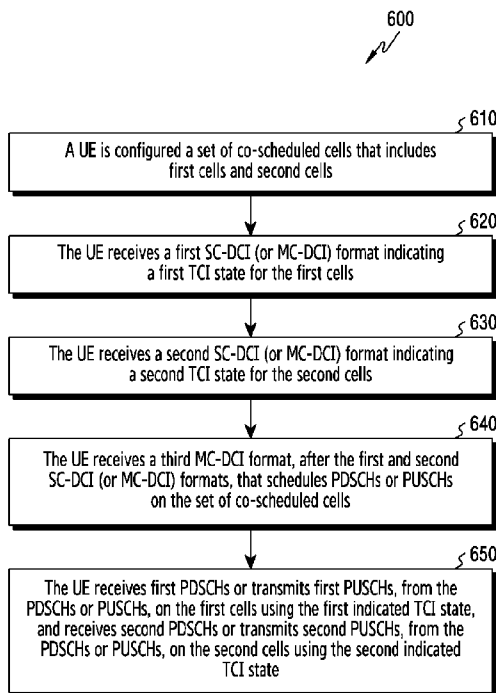 600
610
A UE is configured a set of co-scheduled cells that includes
first cells and second cells
620
The UE receives a first SC-DCI (or MC-DCI) format indicating
a first TCI state for the first cells
630
The UE receives a second SC-DCI (or MC-DCI) format indicating
a second TCI state for the second cells
640
The UE receives a third MC-DCI format, after the first and second
SC-DCI (or MC-DCI) formats, that schedules PDSCHs or PUSCHs
on the set of co-scheduled cells
650
The UE receives first PDSCHs or transmits first PUSCHs, from the
PDSCHs or PUSCHs, on the first cells using the first indicated TCI state,
and receives second PDSCHs or transmits second PUSCHs, from the
PDSCHs or PUSCHs, on the second cells using the second indicated
TCI state